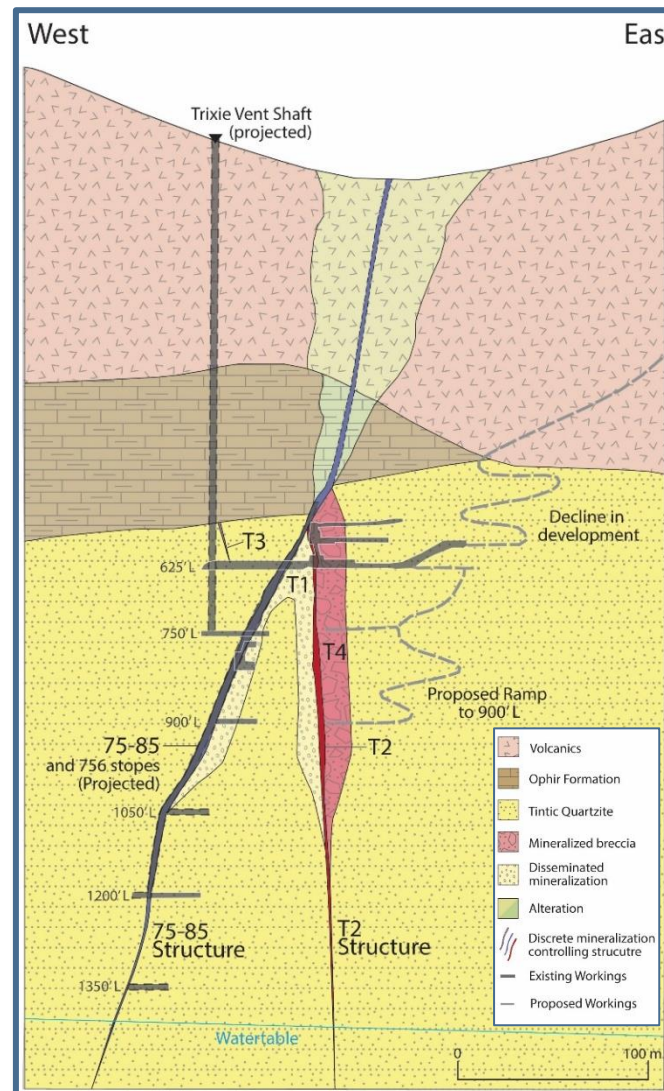 West
Eas
Trixie Vent Shaft
(projected)
T3
Decline in
development
625' L
T1
750' L
T4
Proposed Ramp
to 900' L
900' L
75-85
and 756 stopes
(Projected)
T2
1050' L
1200' L
75-85
Structure
T2
Structure
1350' L
Watertable
Volcanics
Ophir Formation
Tintic Quartzite
Mineralized breccia
Disseminated
mineralization
Alteration
Discrete mineralization
controlling strucutre
Existing Workings
Proposed Workings
0
100 m